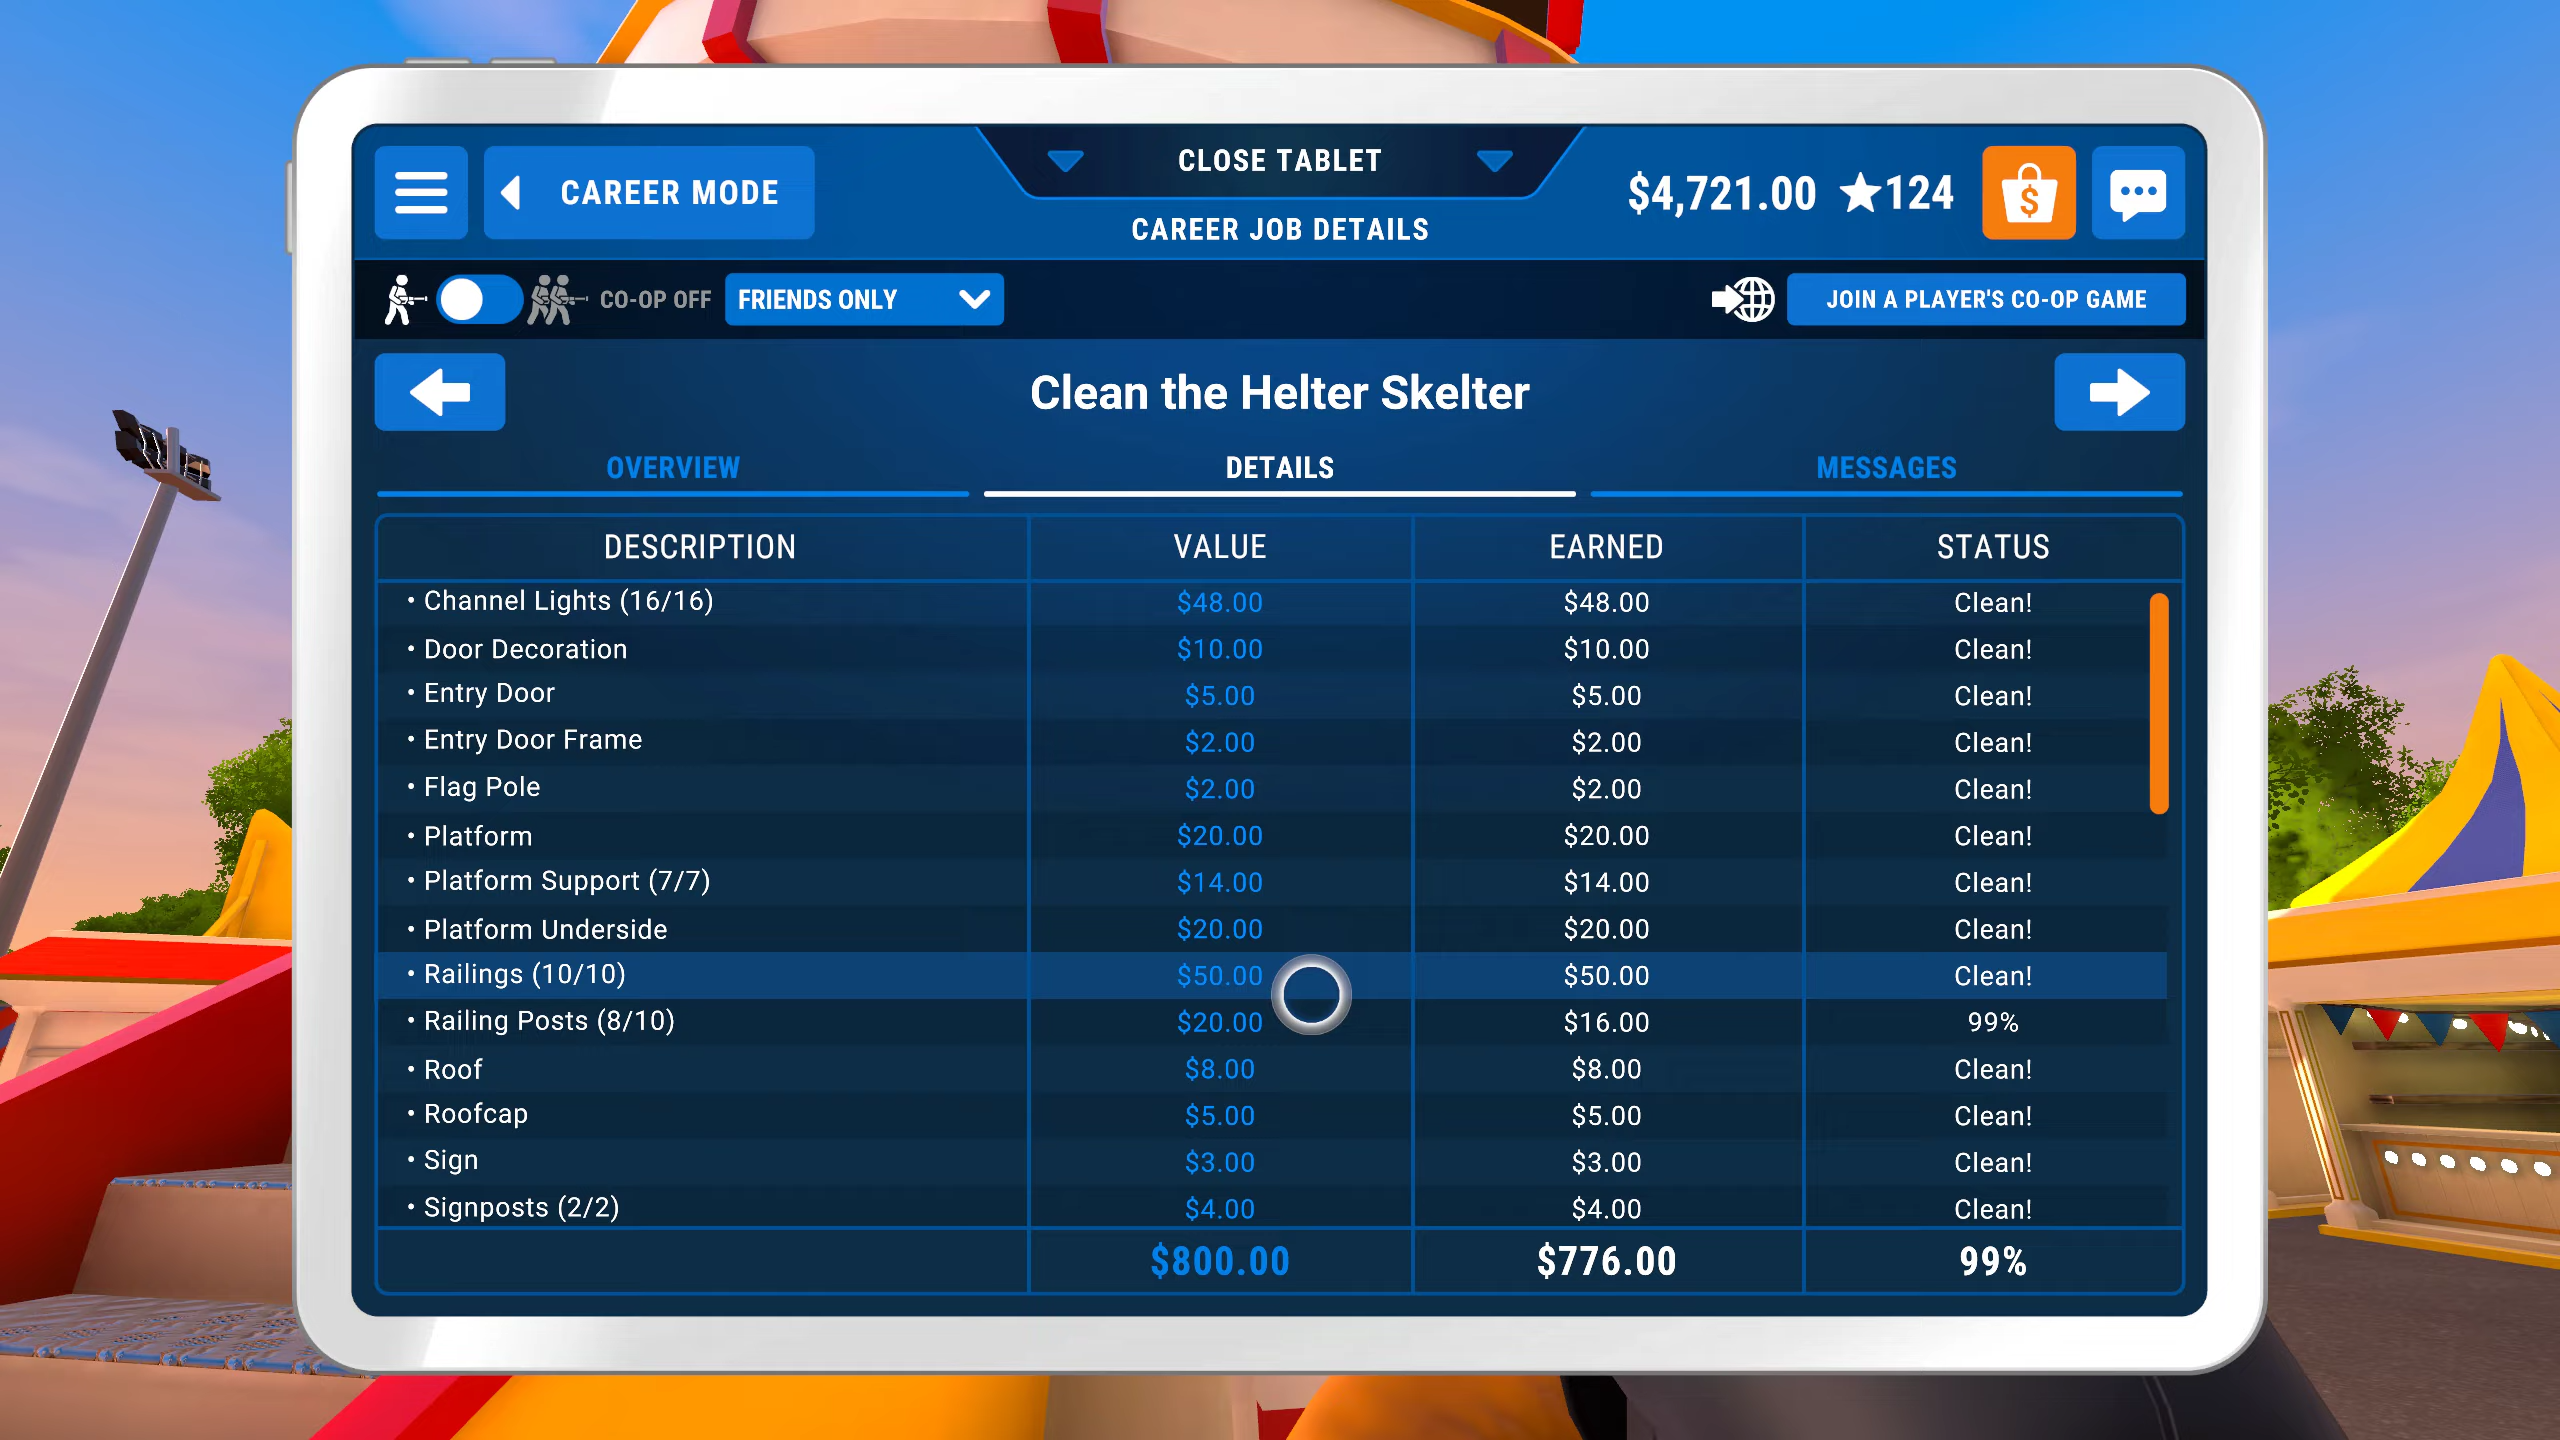 CLOSE TABLET
CAREER MODE
$4,721.00 ★124
CAREER JOB DETAILS
CO-OP OFF
FRIENDS ONLY
JOIN A PLAYER'S CO-OP GAME
Clean the Helter Skelter
OVERVIEW DETAILS MESSAGES
DESCRIPTION VALUE EARNED STATUS
• Channel Lights (16/16) $48.00 $48.00 Clean!
• Door Decoration $10.00 $10.00 Clean!
• Entry Door $5.00 $5.00 Clean!
• Entry Door Frame $2.00 $2.00 Clean!
• Flag Pole $2.00 $2.00 Clean!
• Platform $20.00 $20.00 Clean!
• Platform Support (7/7) $14.00 $14.00 Clean!
• Platform Underside $20.00 $20.00 Clean!
• Railings (10/10) $50.00 $50.00 Clean!
• Railing Posts (8/10) $20.00 $16.00 99%
• Roof $8.00 $8.00 Clean!
• Roofcap $5.00 $5.00 Clean!
• Sign $3.00 $3.00 Clean!
• Signposts (2/2) $4.00 $4.00 Clean!
$800.00 $776.00 99%